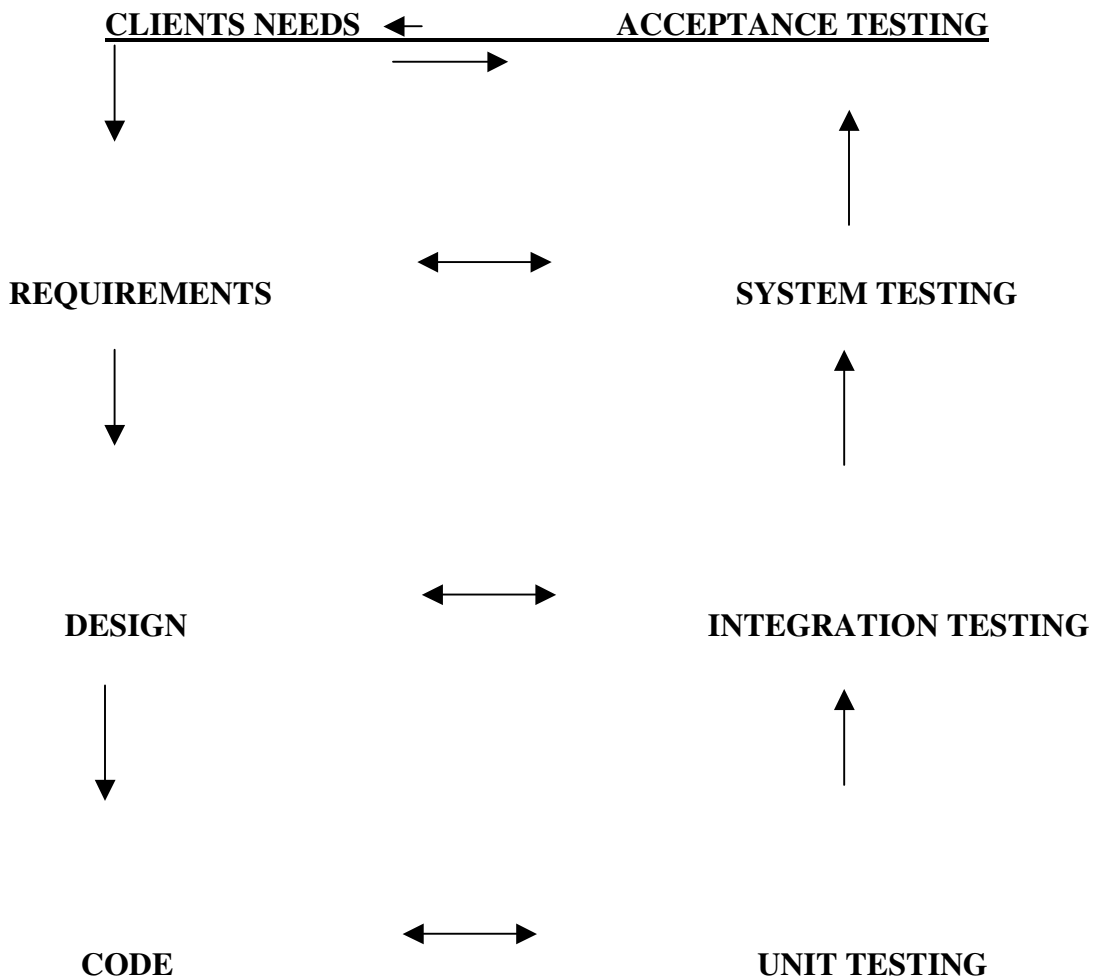 CLIENTS NEEDS ACCEPTANCE TESTING
REQUIREMENTS SYSTEM TESTING
DESIGN INTEGRATION TESTING
CODE UNIT TESTING